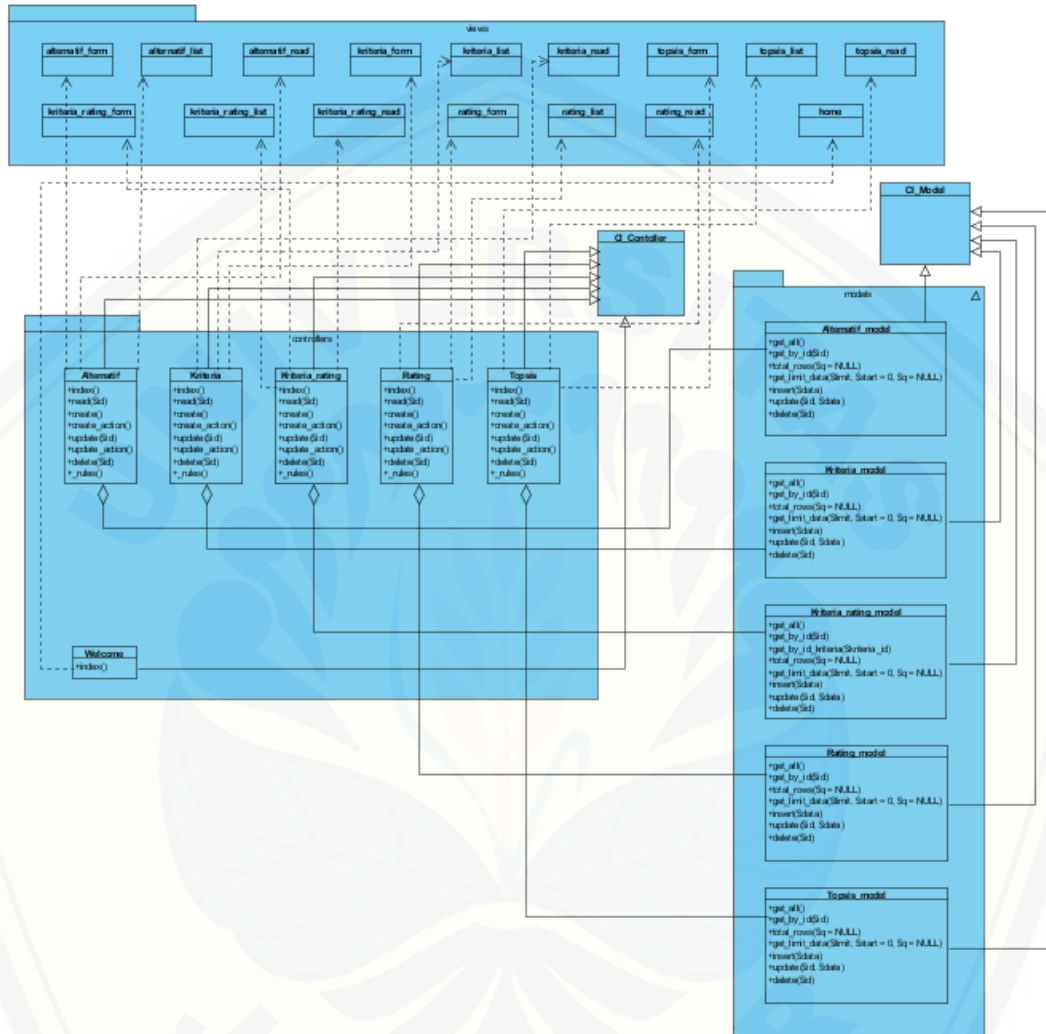 views
alternatif_form
alternatif_list
alternatif_read
kriteria_form
kriteria_list
kriteria_read
topsis_form
topsis_list
topsis_read
kriteria_rating_form
kriteria_rating_list
kriteria_rating_read
rating_form
rating_list
rating_read
home
CI_Model
CI_Contoller
controllers
Alternatif
+index()
+read($id)
+create()
+create_action()
+update($id)
+update_action()
+delete($id)
+_rules()
Kriteria
+index()
+read($id)
+create()
+create_action()
+update($id)
+update_action()
+delete($id)
+_rules()
Kriteria_rating
+index()
+read($id)
+create()
+create_action()
+update($id)
+update_action()
+delete($id)
+_rules()
Rating
+index()
+read($id)
+create()
+create_action()
+update($id)
+update_action()
+delete($id)
+_rules()
Topsis
+index()
+read($id)
+create()
+create_action()
+update($id)
+update_action()
+delete($id)
+_rules()
Welcome
+index()
models
Alternatif_model
+get_all()
+get_by_id($id)
+total_rows($q = NULL)
+get_limit_data($limit, $start = 0, $q = NULL)
+insert($data)
+update($id, $data)
+delete($id)
Kriteria_model
+get_all()
+get_by_id($id)
+total_rows($q = NULL)
+get_limit_data($limit, $start = 0, $q = NULL)
+insert($data)
+update($id, $data)
+delete($id)
Kriteria_rating_model
+get_all()
+get_by_id($id)
+get_by_id_kriteria($kriteria_id)
+total_rows($q = NULL)
+get_limit_data($limit, $start = 0, $q = NULL)
+insert($data)
+update($id, $data)
+delete($id)
Rating_model
+get_all()
+get_by_id($id)
+total_rows($q = NULL)
+get_limit_data($limit, $start = 0, $q = NULL)
+insert($data)
+update($id, $data)
+delete($id)
Topsis_model
+get_all()
+get_by_id($id)
+total_rows($q = NULL)
+get_limit_data($limit, $start = 0, $q = NULL)
+insert($data)
+update($id, $data)
+delete($id)